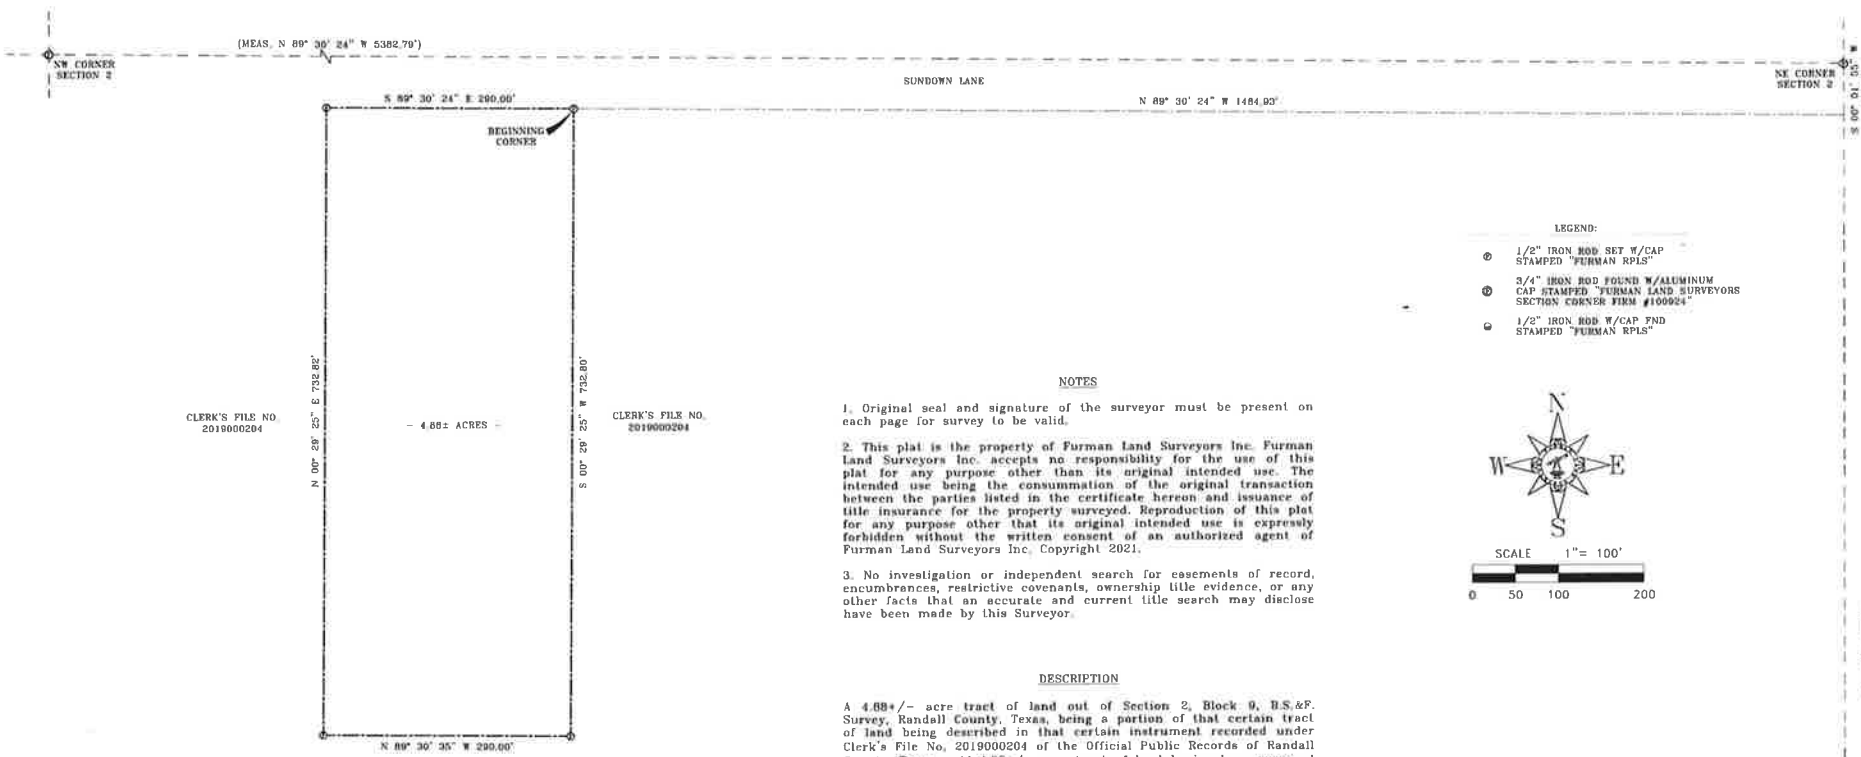 (MEAS. N 89° 30' 24" W 5382.79')
NW CORNER
SECTION 2
SUNDOWN LANE
NE CORNER
SECTION 2
S 00° 01' 55" W
S 89° 30' 24" E 290.00'
N 89° 30' 24" W 1484.93'
BEGINNING
CORNER
LEGEND:
1/2" IRON ROD SET W/CAP
STAMPED "FURMAN RPLS"
3/4" IRON ROD FOUND W/ALUMINUM
CAP STAMPED "FURMAN LAND SURVEYORS
SECTION CORNER FIRM #100924"
1/2" IRON ROD W/CAP FND
STAMPED "FURMAN RPLS"
N 00° 29' 25" E 732.82'
S 00° 29' 25" W 732.80'
CLERK'S FILE NO.
2019000204
- 4.88± ACRES -
CLERK'S FILE NO.
2019000204
NOTES
1. Original seal and signature of the surveyor must be present on
each page for survey to be valid.
2. This plat is the property of Furman Land Surveyors Inc. Furman
Land Surveyors Inc. accepts no responsibility for the use of this
plat for any purpose other than its original intended use. The
intended use being the consummation of the original transaction
between the parties listed in the certificate hereon and issuance of
title insurance for the property surveyed. Reproduction of this plat
for any purpose other that its original intended use is expressly
forbidden without the written consent of an authorized agent of
Furman Land Surveyors Inc. Copyright 2021.
3. No investigation or independent search for easements of record,
encumbrances, restrictive covenants, ownership title evidence, or any
other facts that an accurate and current title search may disclose
have been made by this Surveyor.
N
W E
S
SCALE 1"= 100'
0 50 100 200
DESCRIPTION
A 4.88+/- acre tract of land out of Section 2, Block 9, B.S.&F.
Survey, Randall County, Texas, being a portion of that certain tract
of land being described in that certain instrument recorded under
Clerk's File No. 2019000204 of the Official Public Records of Randall
N 89° 30' 35" W 290.00'